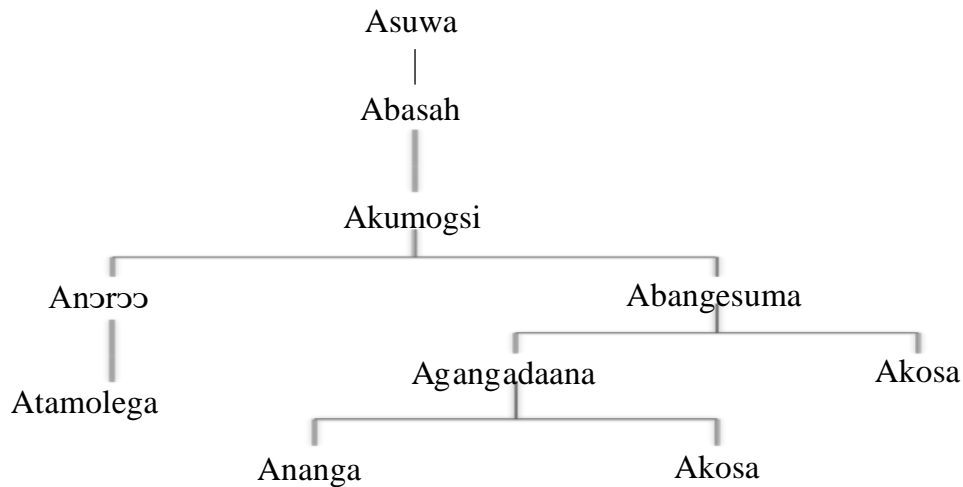 Asuwa
Abasah
Akumogsi
Anɔrɔɔ
Abangesuma
Agangadaana
Akosa
Atamolega
Ananga
Akosa